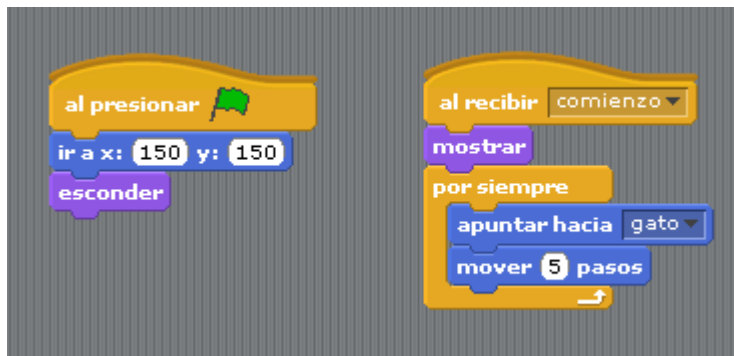 al presionar
ir a x: 150 y: 150
esconder
al recibir comienzo
mostrar
por siempre
apuntar hacia gato
mover 5 pasos